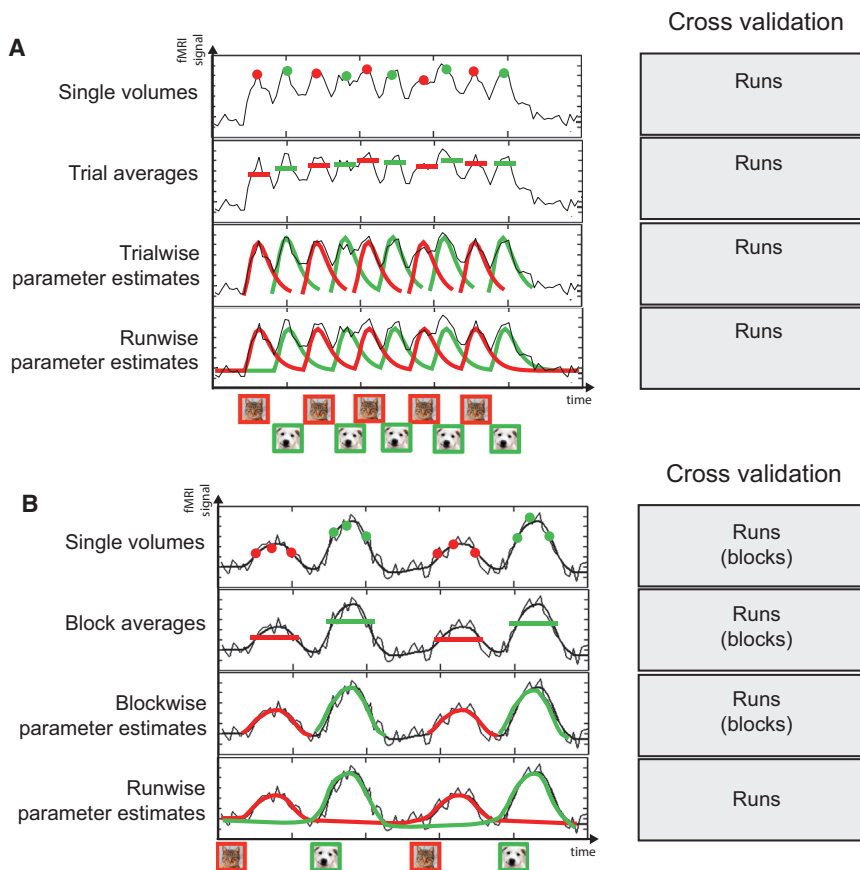 Cross validation
A
fMRI
signal
Single volumes
Runs
Trial averages
Runs
Trialwise
parameter estimates
Runs
Runwise
parameter estimates
Runs
time
Cross validation
B
fMRI
signal
Single volumes
Runs
(blocks)
Block averages
Runs
(blocks)
Blockwise
parameter estimates
Runs
(blocks)
Runwise
parameter estimates
Runs
time